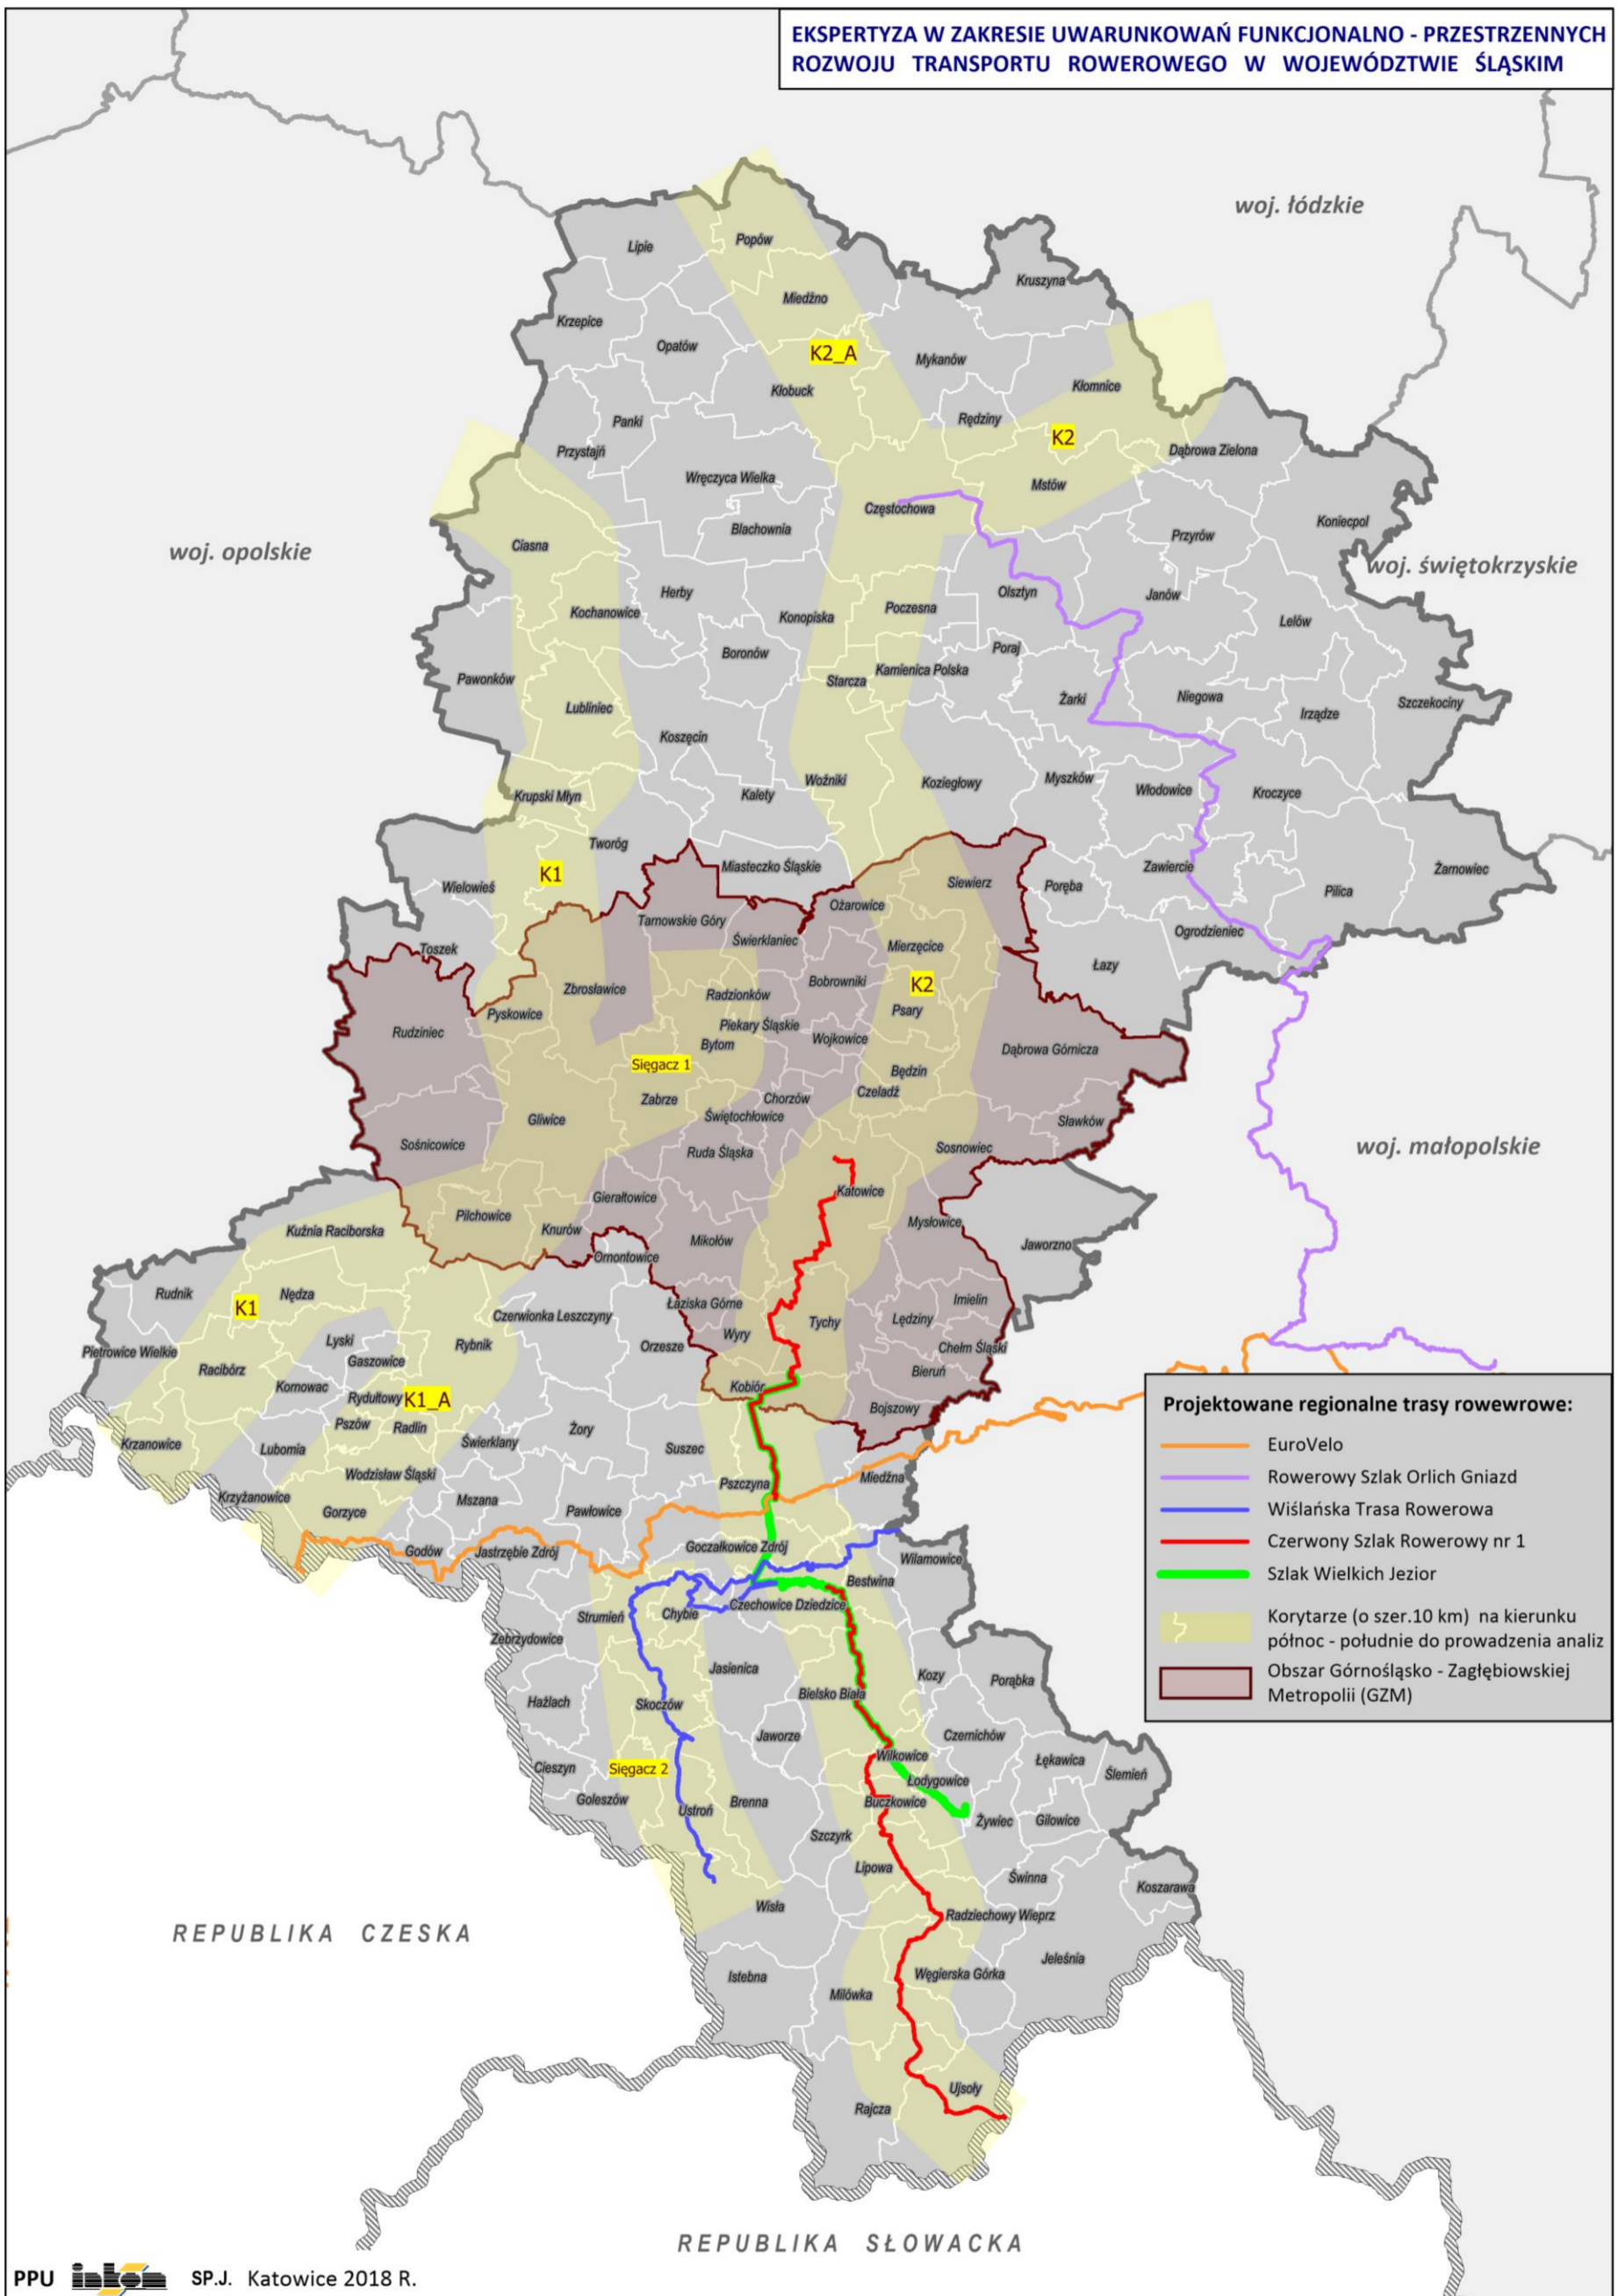 EKSPERTYZA W ZAKRESIE UWARUNKOWAŃ FUNKCJONALNO - PRZESTRZENNYCH
ROZWOJU TRANSPORTU ROWEROWEGO W WOJEWÓDZTWIE ŚLĄSKIM
woj. łódzkie
Lipie
Popów
Kruszyna
Miedźno
Krzepice
Opatów
K2_A
Mykanów
Kłomnice
Kłobuck
Panki
Rędziny
K2
Przystajń
Dąbrowa Zielona
Wręczyca Wielka
Mstów
Częstochowa
Koniecpol
Blachownia
Przyrów
woj. opolskie
Ciasna
woj. świętokrzyskie
Herby
Olsztyn
Janów
Kochanowice
Konopiska
Poczesna
Lelów
Boronów
Poraj
Pawonków
Starcza
Kamienica Polska
Żarki
Niegowa
Szczekociny
Lubliniec
Irządze
Koszęcin
Woźniki
Koziegłowy
Myszków
Krupski Młyn
Kalety
Włodowice
Kroczyce
Tworóg
K1
Miasteczko Śląskie
Wielowieś
Siewierz
Poręba
Zawiercie
Żarnowiec
Pilica
Ożarowice
Tarnowskie Góry
Świerklaniec
Mierzęcice
Ogrodzieniec
Toszek
Łazy
Zbrosławice
Radzionków
Bobrowniki
K2
Pyskowice
Psary
Rudziniec
Piekary Śląskie
Bytom
Wojkowice
Dąbrowa Górnicza
Sięgacz 1
Będzin
Zabrze
Chorzów
Czeladź
Gliwice
Świętochłowice
Sławków
Sośnicowice
Ruda Śląska
Sosnowiec
woj. małopolskie
Gierałtowice
Katowice
Pilchowice
Knurów
Mysłowice
Kuźnia Raciborska
Mikołów
Jaworzno
Ornontowice
Rudnik
Nędza
K1
Łaziska Górne
Imielin
Czerwionka Leszczyny
Tychy
Lędziny
Wyry
Lyski
Rybnik
Orzesze
Chełm Śląski
Pietrowice Wielkie
Gaszowice
Racibórz
Bieruń
Kornowac
Kobiór
Rydułtowy
K1_A
Bojszowy
Pszów
Radlin
Żory
Krzanowice
Lubomia
Świerklany
Suszec
Wodzisław Śląski
Pszczyna
Miedźna
Krzyżanowice
Mszana
Gorzyce
Pawłowice
Godów
Jastrzębie Zdrój
Goczałkowice Zdrój
Wilamowice
Bestwina
Strumień
Chybie
Czechowice Dziedzice
Zebrzydowice
Jasienica
Kozy
Porąbka
Hażlach
Skoczów
Bielsko Biała
Jaworze
Czernichów
Wilkowice
Łękawica
Cieszyn
Sięgacz 2
Ślemień
Łodygowice
Goleszów
Ustroń
Brenna
Buczkowice
Żywiec
Gilowice
Szczyrk
Lipowa
Świnna
Koszarawa
Wisła
Radziechowy Wieprz
Istebna
Jeleśnia
Węgierska Górka
Milówka
Ujsoły
Rajcza
REPUBLIKA CZESKA
REPUBLIKA SŁOWACKA
Projektowane regionalne trasy rowewrowe:
EuroVelo
Rowerowy Szlak Orlich Gniazd
Wiślańska Trasa Rowerowa
Czerwony Szlak Rowerowy nr 1
Szlak Wielkich Jezior
Korytarze (o szer.10 km) na kierunku
północ - południe do prowadzenia analiz
Obszar Górnośląsko - Zagłębiowskiej
Metropolii (GZM)
PPU inkom SP.J. Katowice 2018 R.